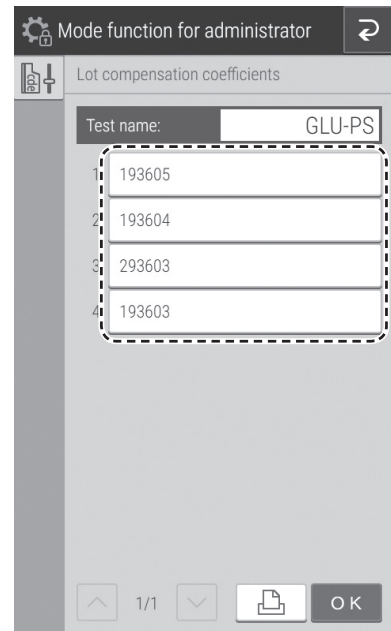 Mode function for administrator
Lot compensation coefficients
Test name: GLU-PS
1 193605
2 193604
3 293603
4 193603
1/1 OK